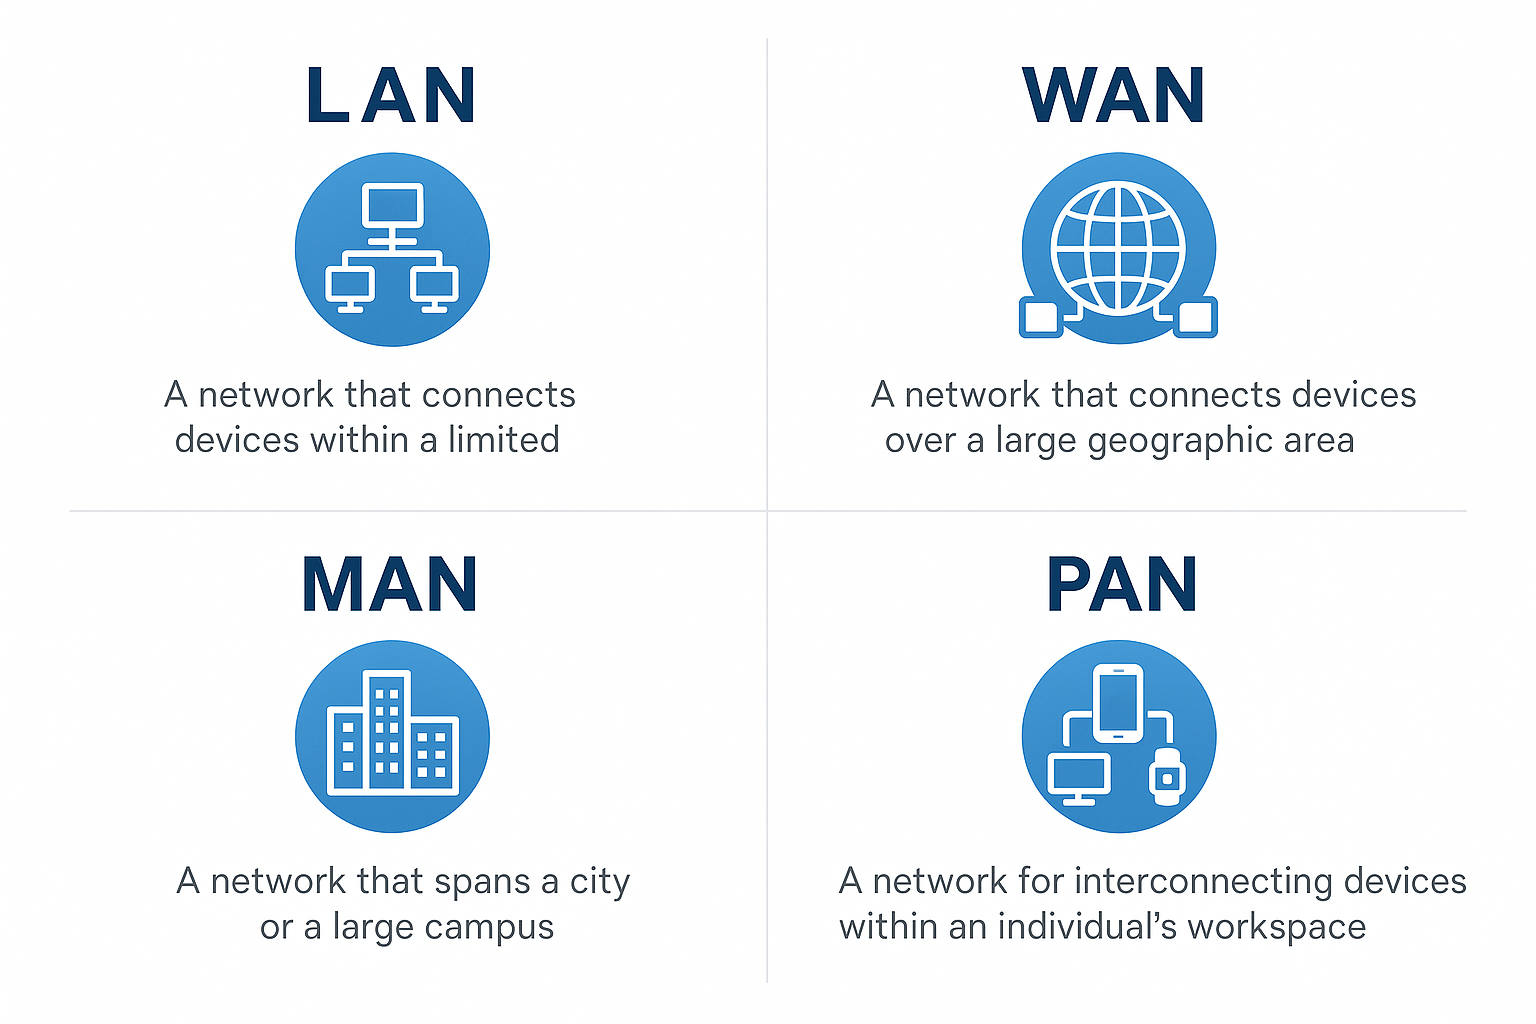 LAN
A network that connects
devices within a limited
WAN
A network that connects devices
over a large geographic area
MAN
A network that spans a city
or a large campus
PAN
A network for interconnecting devices
within an individual’s workspace